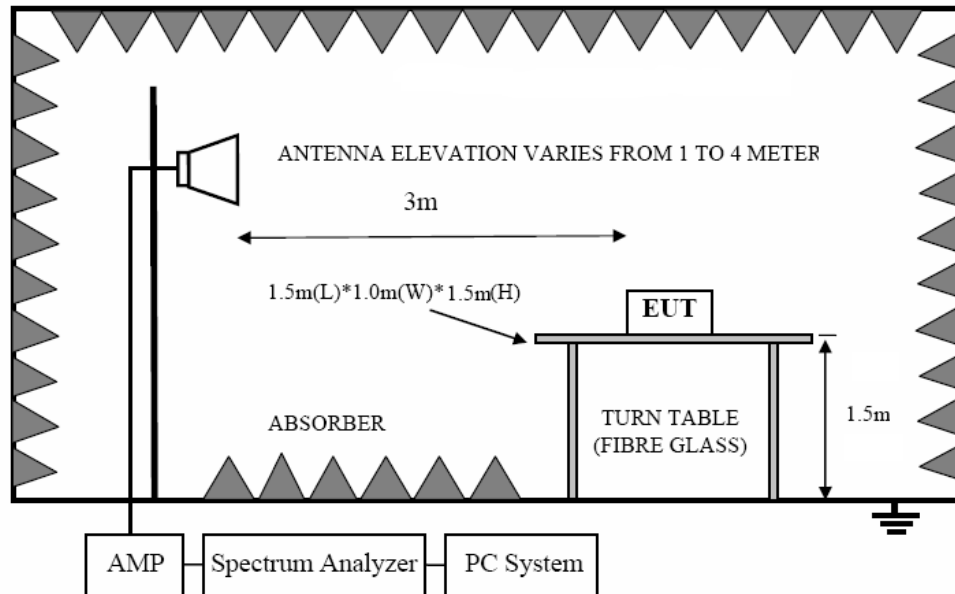 ANTENNA ELEVATION VARIES FROM 1 TO 4 METER
3m
1.5m(L)*1.0m(W)*1.5m(H)
EUT
ABSORBER
TURN TABLE
(FIBRE GLASS)
1.5m
AMP
Spectrum Analyzer
PC System